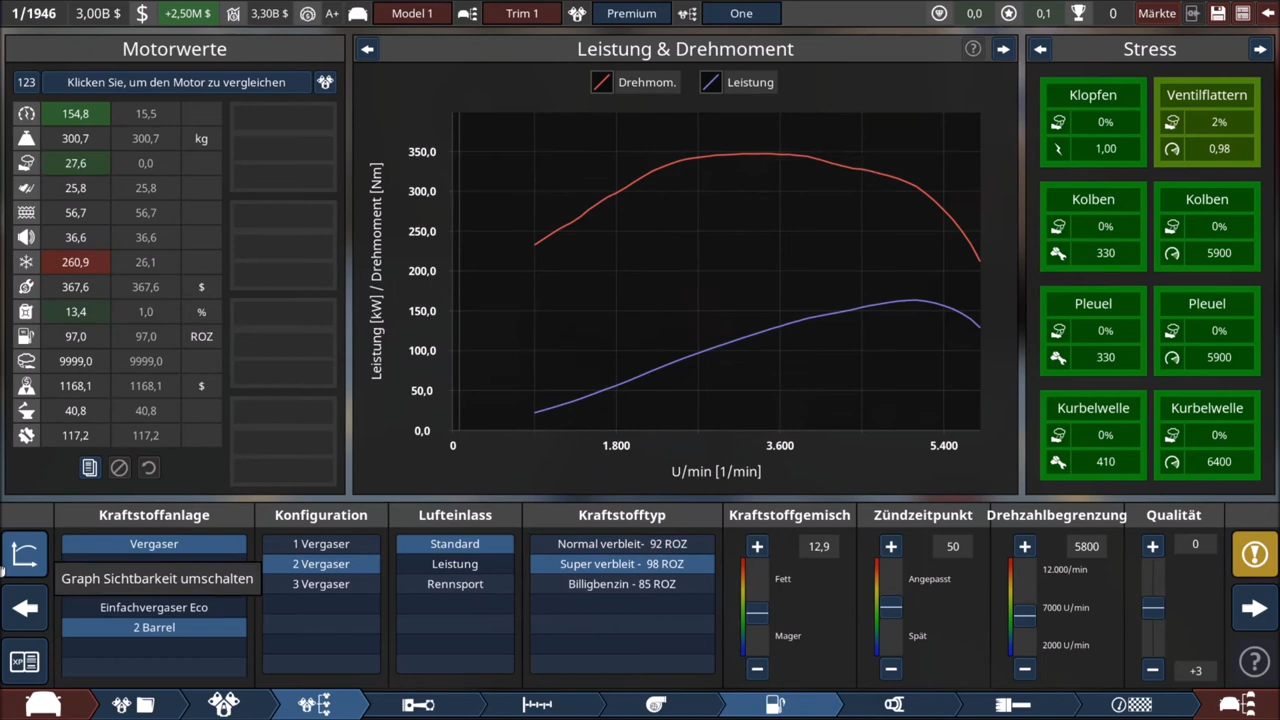 1/1946 3,00B $ +2,50M $ 3,30B $ A+ Model 1 Trim 1 Premium One 0,0 0,1 0 Märkte
Motorwerte
123 Klicken Sie, um den Motor zu vergleichen
154,8 15,5
300,7 300,7 kg
27,6 0,0
25,8 25,8
56,7 56,7
36,6 36,6
260,9 26,1
367,6 367,6 $
13,4 1,0 %
97,0 97,0 ROZ
9999,0 9999,0
1168,1 1168,1 $
40,8 40,8
117,2 117,2
Leistung & Drehmoment
Drehmom. Leistung
Leistung [kW] / Drehmoment [Nm]
350,0
300,0
250,0
200,0
150,0
100,0
50,0
0,0
0 1.800 3.600 5.400
U/min [1/min]
Stress
Klopfen Ventilflattern
0% 2%
1,00 0,98
Kolben Kolben
0% 0%
330 5900
Pleuel Pleuel
0% 0%
330 5900
Kurbelwelle Kurbelwelle
0% 0%
410 6400
Kraftstoffanlage
Vergaser
Graph Sichtbarkeit umschalten
Einfachvergaser Eco
2 Barrel
Konfiguration
1 Vergaser
2 Vergaser
3 Vergaser
Lufteinlass
Standard
Leistung
Rennsport
Kraftstofftyp
Normal verbleit- 92 ROZ
Super verbleit - 98 ROZ
Billigbenzin - 85 ROZ
Kraftstoffgemisch
12,9
Fett
Mager
Zündzeitpunkt
50
Angepasst
Spät
Drehzahlbegrenzung
5800
12.000/min
7000 U/min
2000 U/min
Qualität
0
+3
XP